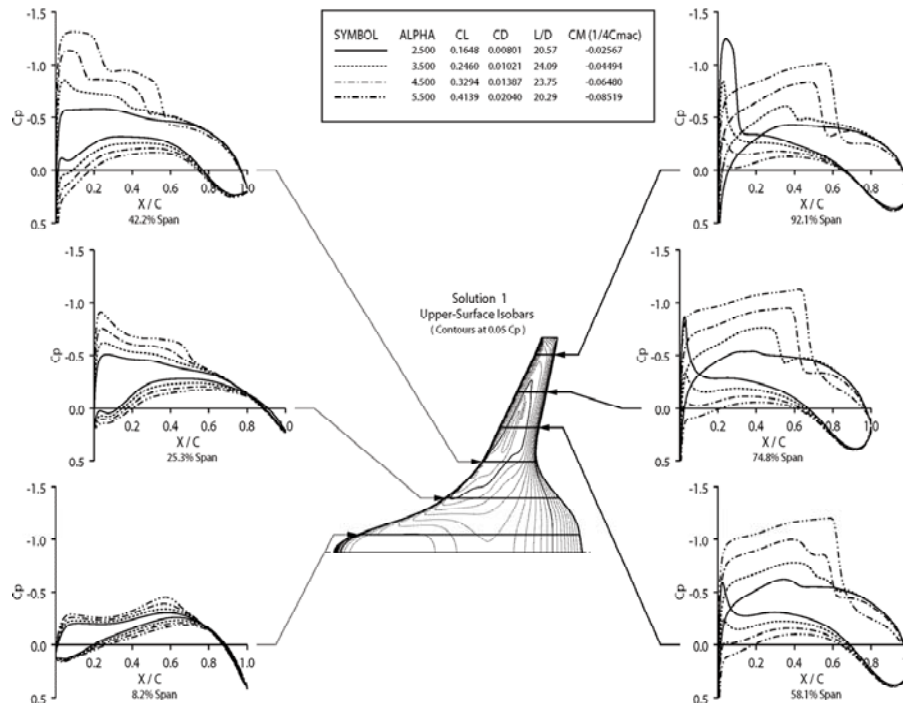 SYMBOL ALPHA CL CD L/D CM (1/4Cmac)
2.500 0.1648 0.00801 20.57 -0.02567
3.500 0.2460 0.01021 24.09 -0.04494
4.500 0.3294 0.01387 23.75 -0.06480
5.500 0.4139 0.02040 20.29 -0.08519
-1.5
-1.0
-0.5
0.0
0.5
Cp
0.2 0.4 0.6 0.8 1.0
X / C
42.2% Span
-1.5
-1.0
-0.5
0.0
0.5
Cp
0.2 0.4 0.6 0.8 1.0
X / C
92.1% Span
-1.5
-1.0
-0.5
0.0
0.5
Cp
0.2 0.4 0.6 0.8 1.0
X / C
25.3% Span
Solution 1
Upper-Surface Isobars
( Contours at 0.05 Cp )
-1.5
-1.0
-0.5
0.0
0.5
Cp
0.2 0.4 0.6 0.8 1.0
X / C
74.8% Span
-1.5
-1.0
-0.5
0.0
0.5
Cp
0.2 0.4 0.6 0.8 1.0
X / C
8.2% Span
-1.5
-1.0
-0.5
0.0
0.5
Cp
0.2 0.4 0.6 0.8 1.0
X / C
58.1% Span